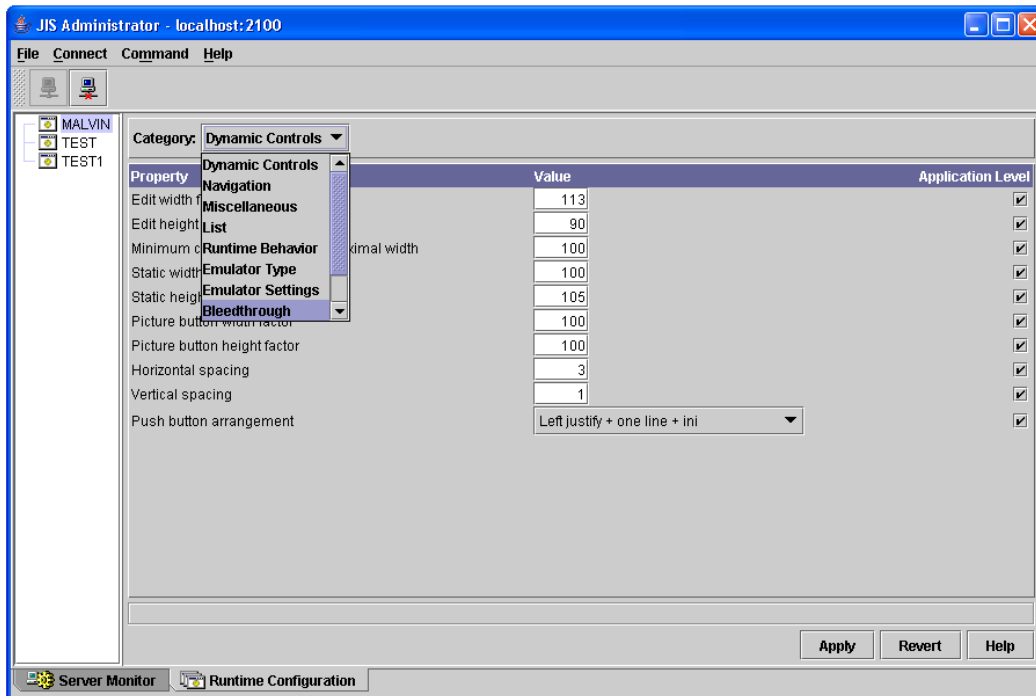 JIS Administrator - localhost:2100
File Connect Command Help
MALVIN
TEST
TEST1
Category: Dynamic Controls
Dynamic Controls
Navigation
Miscellaneous
List
Runtime Behavior
Emulator Type
Emulator Settings
Bleedthrough
Property Value Application Level
Edit width 113
Edit height 90
Minimum width 100
Static width 100
Static 105
Picture button width factor 100
Picture button height factor 100
Horizontal spacing 3
Vertical spacing 1
Push button arrangement Left justify + one line + ini
Apply Revert Help
Server Monitor Runtime Configuration